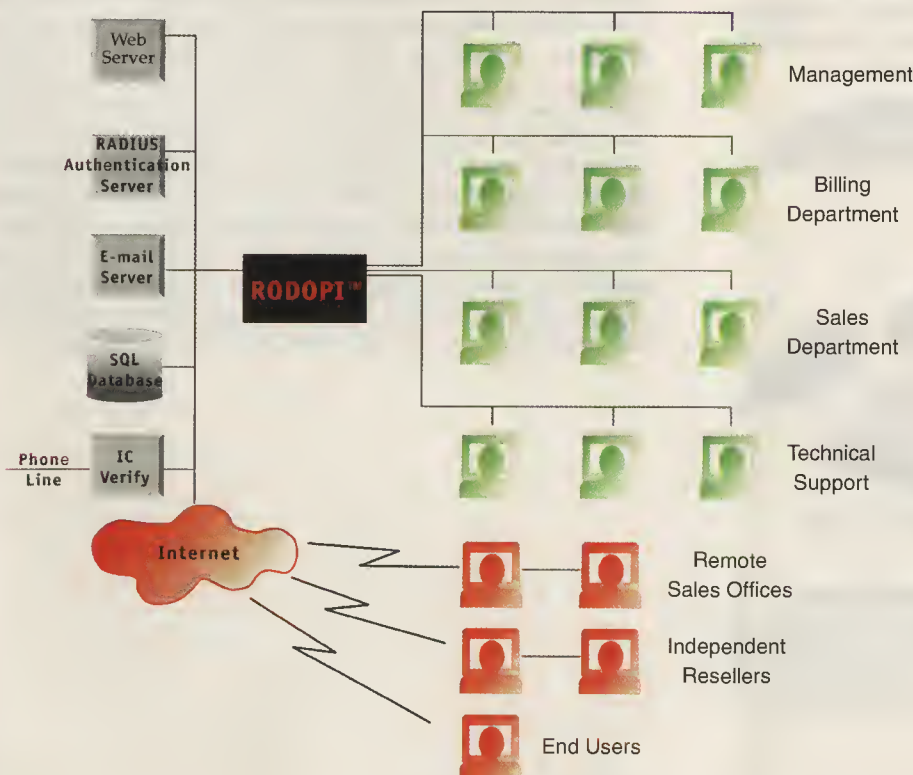 Web
Server
RADIUS
Authentication
Server
E-mail
Server
SQL
Database
IC
Verify
Phone
Line
Internet
RODOPI™
Management
Billing
Department
Sales
Department
Technical
Support
Remote
Sales Offices
Independent
Resellers
End Users